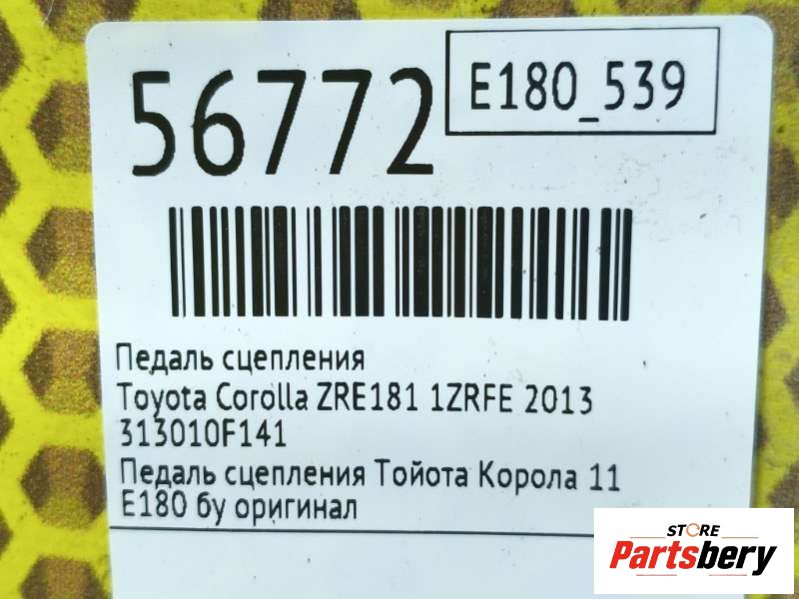 56772
E180_539
Педаль сцепления
Toyota Corolla ZRE181 1ZRFE 2013
313010F141
Педаль сцепления Тойота Корола 11
E180 бу оригинал
STORE
Partsbery